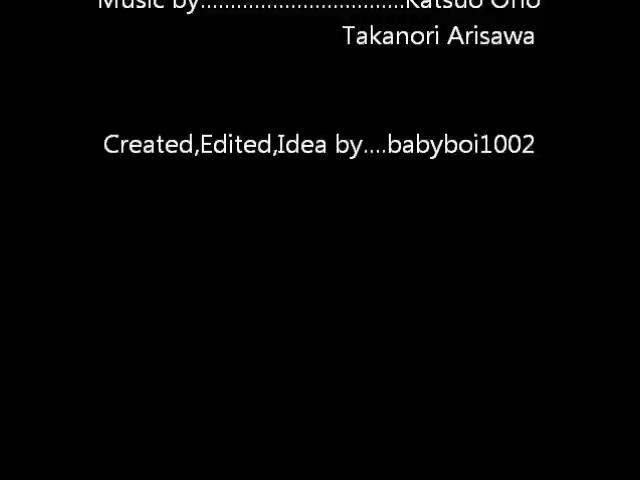 Music by..................................Katsuo Ono
Takanori Arisawa
Created,Edited,Idea by....babyboi1002